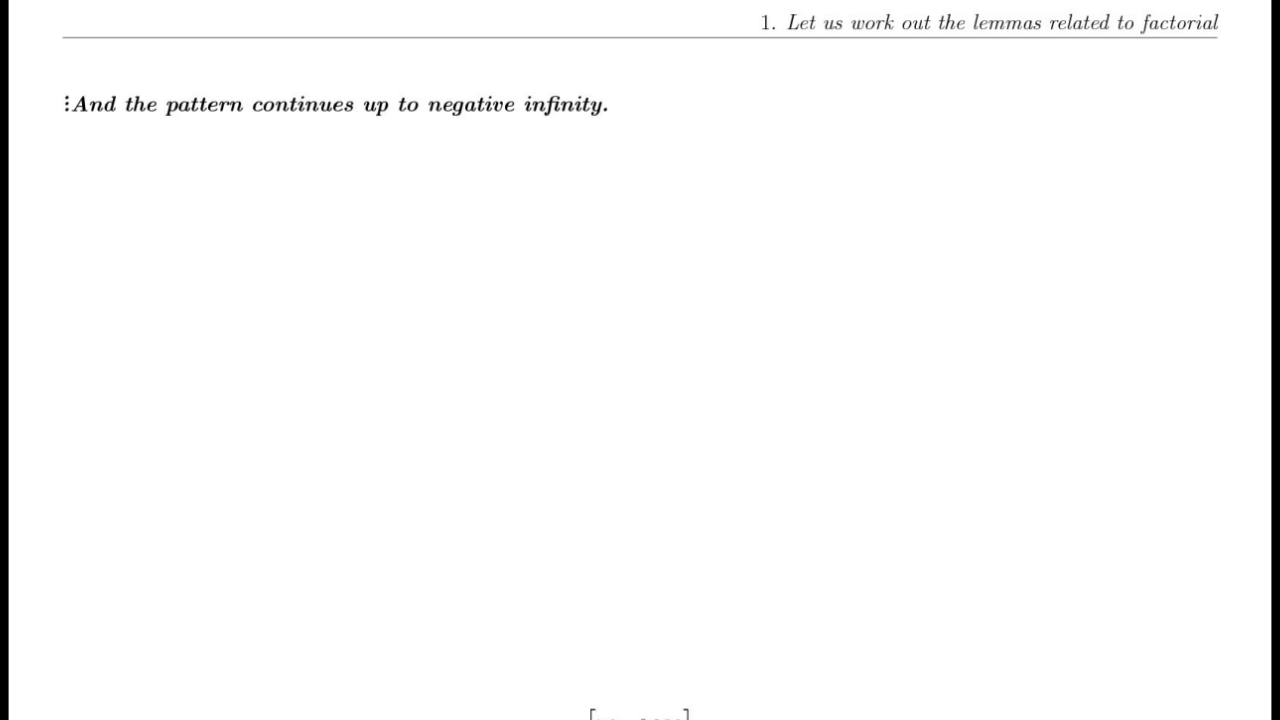 1. Let us work out the lemmas related to factorial
⋮And the pattern continues up to negative infinity.